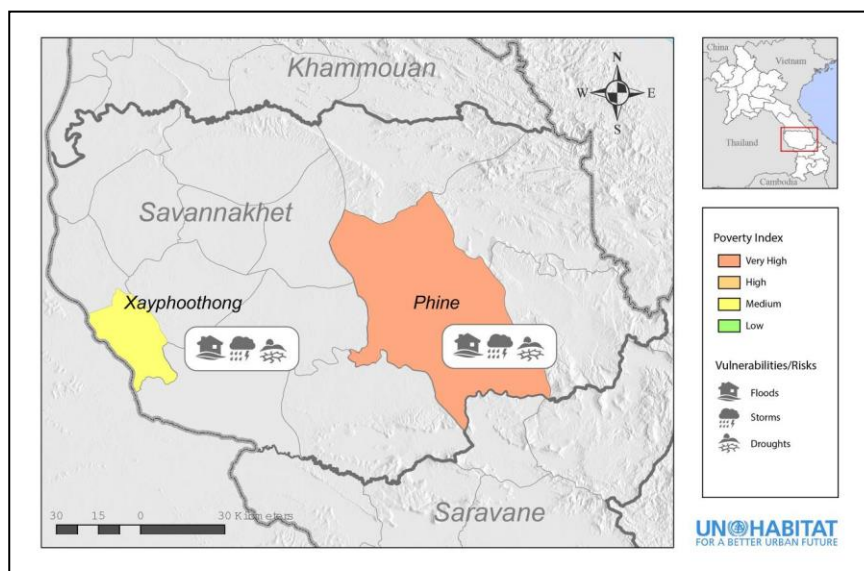 Khammouan
N
W E
S
Savannakhet
Xayphoothong
Phine
Saravane
30 15 0 30 Kilometers
China
Vietnam
Thailand
Cambodia
Poverty Index
Very High
High
Medium
Low
Vulnerabilities/Risks
Floods
Storms
Droughts
UN HABITAT
FOR A BETTER URBAN FUTURE